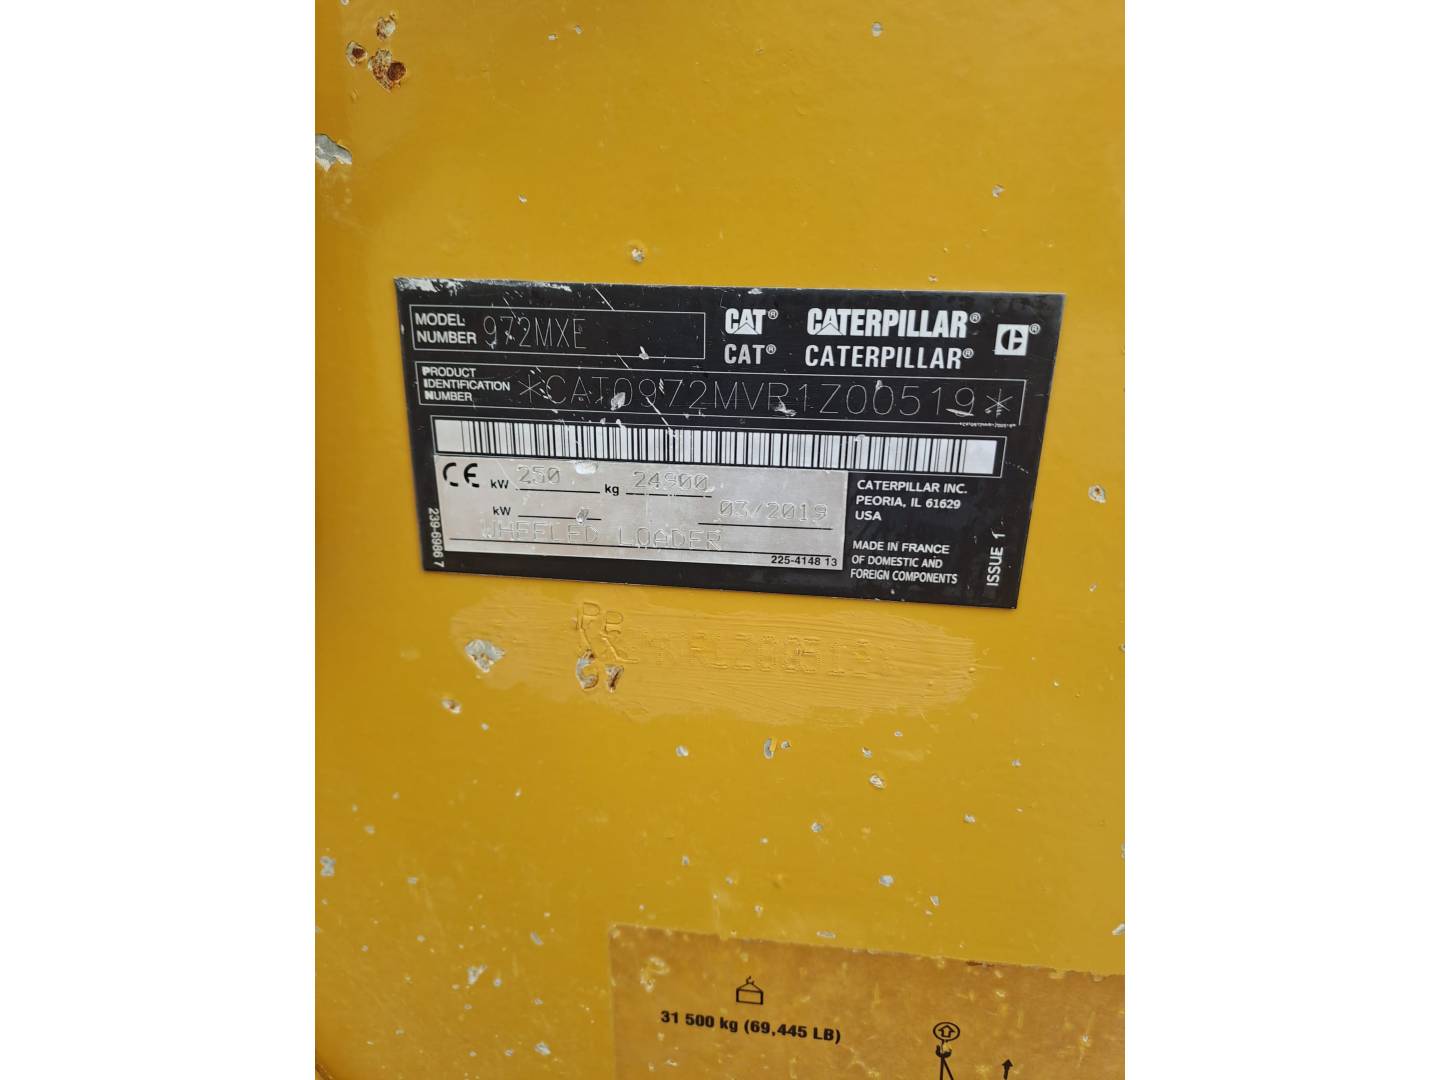 MODEL
NUMBER 972MXE
CAT® CATERPILLAR®
CAT® CATERPILLAR®
PRODUCT
IDENTIFICATION
NUMBER *CAT0972MVR1Z00519*
CE kW 250 kg 24900
kW 03/2019
WHEELED LOADER
225-4148 13
239-6986 7
CATERPILLAR INC.
PEORIA, IL 61629
USA
MADE IN FRANCE
OF DOMESTIC AND
FOREIGN COMPONENTS
ISSUE 1
31 500 kg (69,445 LB)